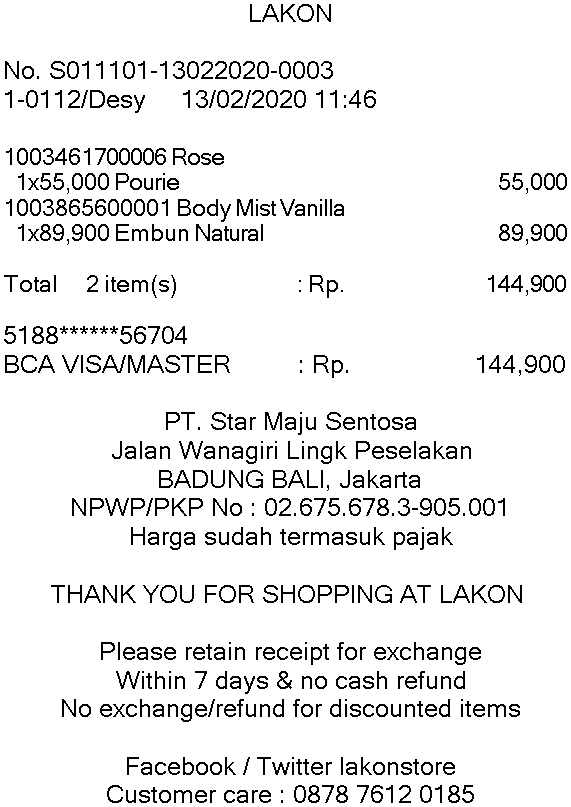 LAKON
No. S011101-13022020-0003
1-0112/Desy 13/02/2020 11:46
1003461700006 Rose
1x55,000 Pourie 55,000
1003865600001 Body Mist Vanilla
1x89,900 Embun Natural 89,900
Total 2 item(s) : Rp. 144,900
5188******56704
BCA VISA/MASTER : Rp. 144,900
PT. Star Maju Sentosa
Jalan Wanagiri Lingk Peselakan
BADUNG BALI, Jakarta
NPWP/PKP No : 02.675.678.3-905.001
Harga sudah termasuk pajak
THANK YOU FOR SHOPPING AT LAKON
Please retain receipt for exchange
Within 7 days & no cash refund
No exchange/refund for discounted items
Facebook / Twitter lakonstore
Customer care : 0878 7612 0185